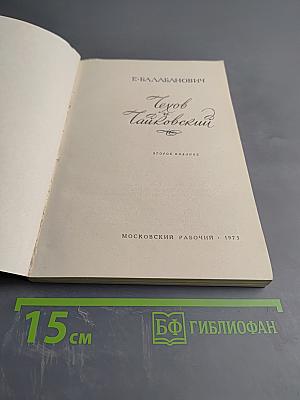 Е·БАЛАБАНОВИЧ
Чехов
и
Чайковский
ВТОРОЕ ИЗДАНИЕ
МОСКОВСКИЙ РАБОЧИЙ · 1973
15 СМ
БФ БИБЛИОФАН